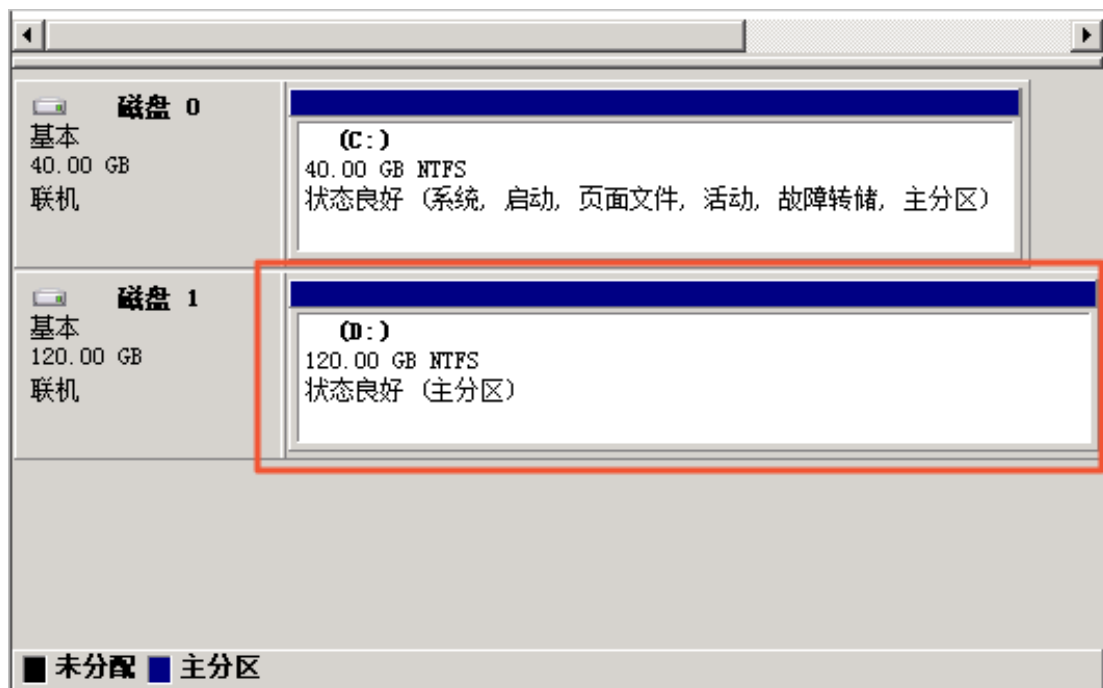 磁盘 0
基本
40.00 GB
联机
(C:)
40.00 GB NTFS
状态良好 (系统, 启动, 页面文件, 活动, 故障转储, 主分区)
磁盘 1
基本
120.00 GB
联机
(D:)
120.00 GB NTFS
状态良好 (主分区)
未分配 主分区